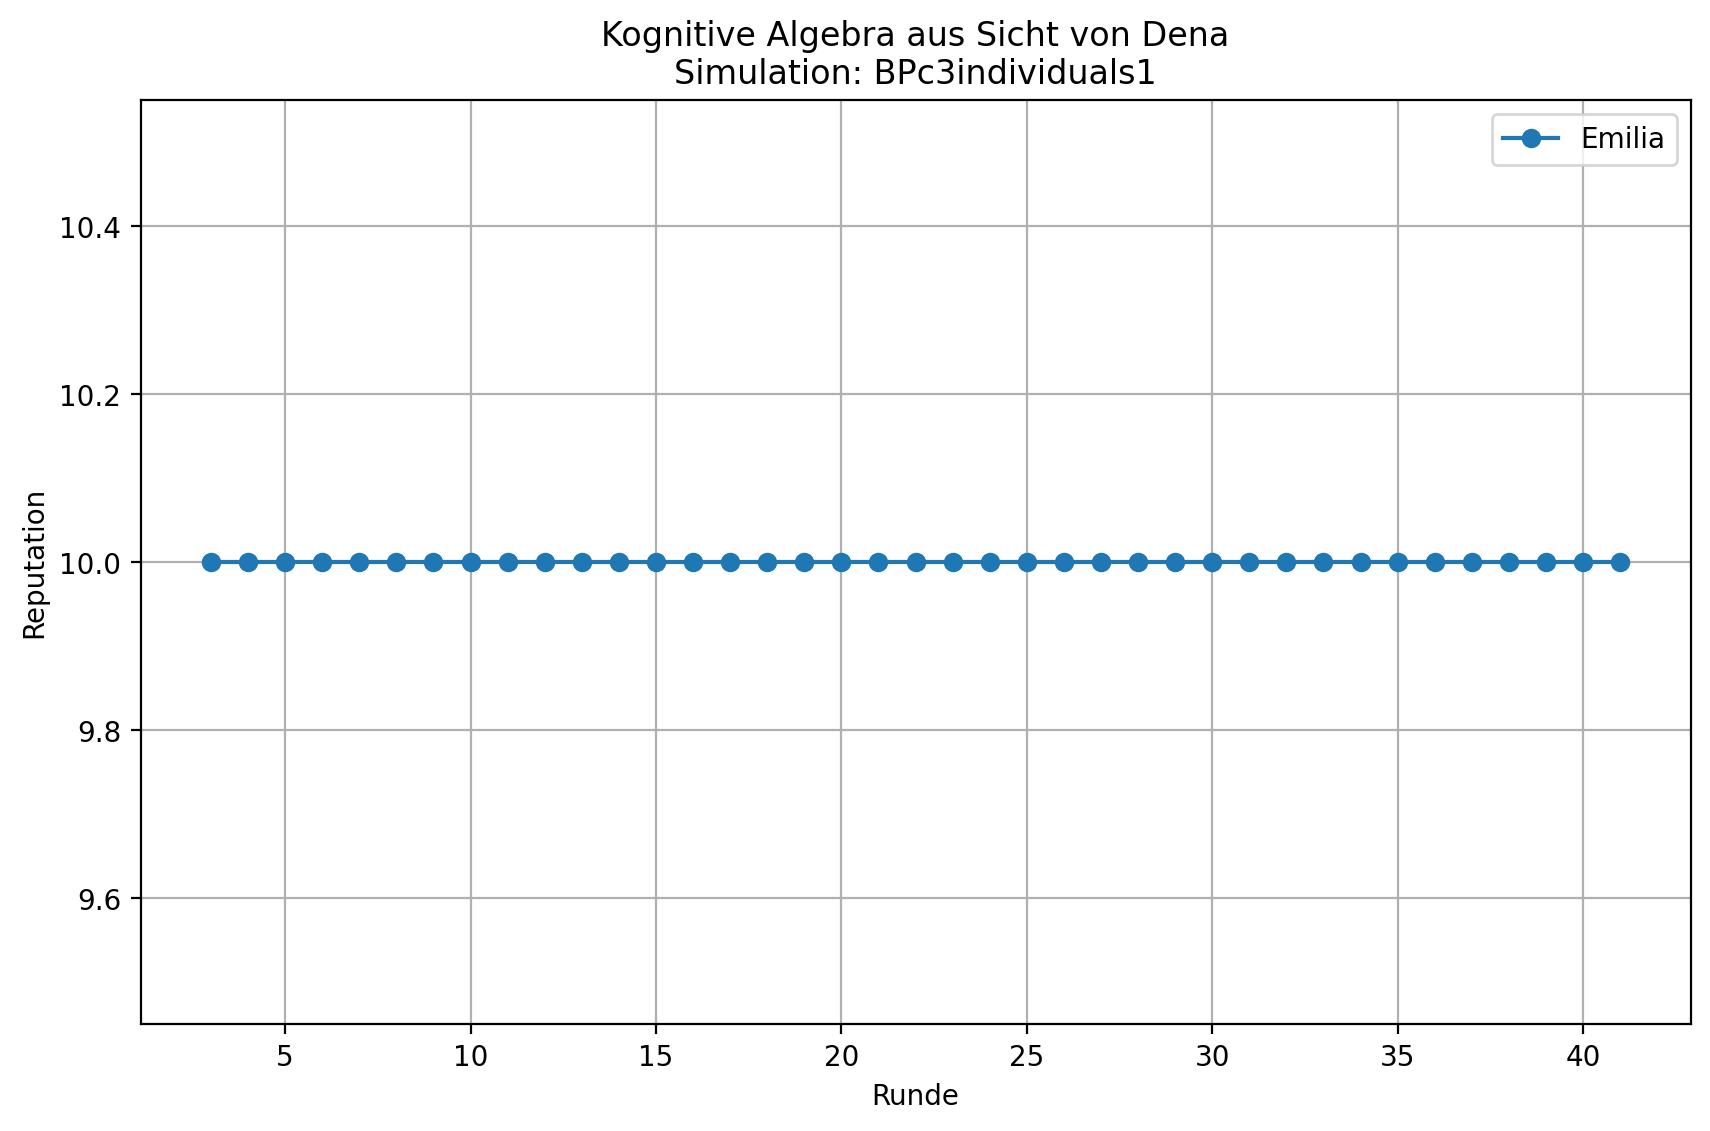 Kognitive Algebra aus Sicht von Dena
Simulation: BPc3individuals1
Emilia
10.4
10.2
10.0
9.8
9.6
Reputation
5 10 15 20 25 30 35 40
Runde